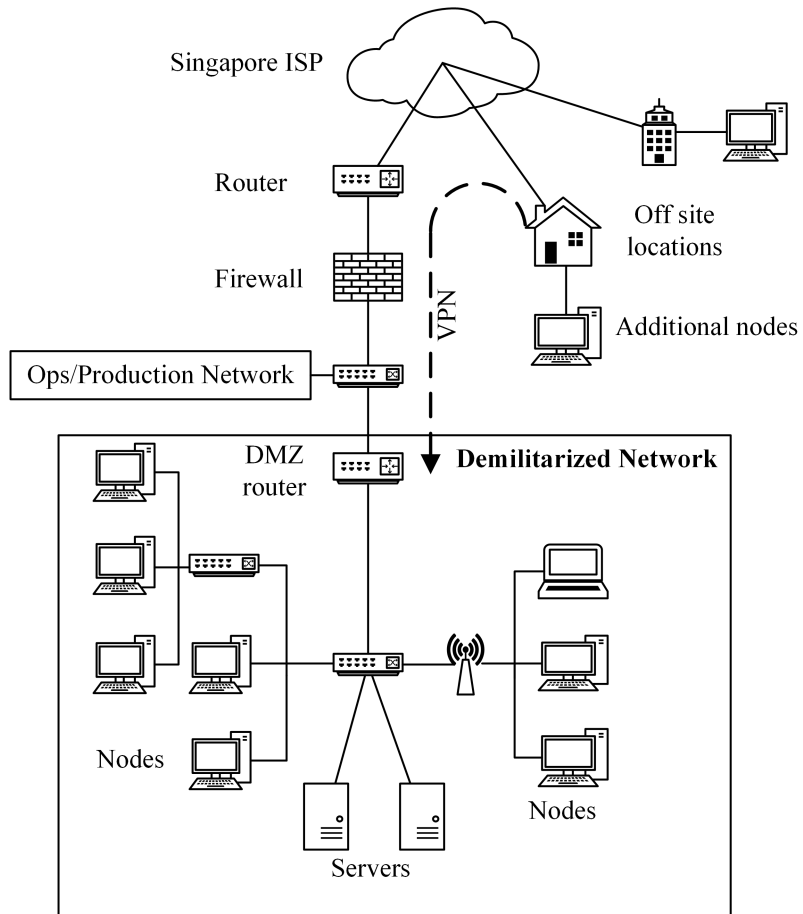 Singapore ISP
Router
Off site
locations
Firewall
VPN
Additional nodes
Ops/Production Network
DMZ
router
Demilitarized Network
Nodes
Nodes
Servers